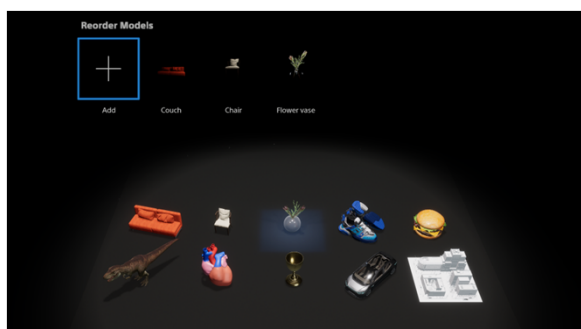 Reorder Models
Add
Couch
Chair
Flower vase